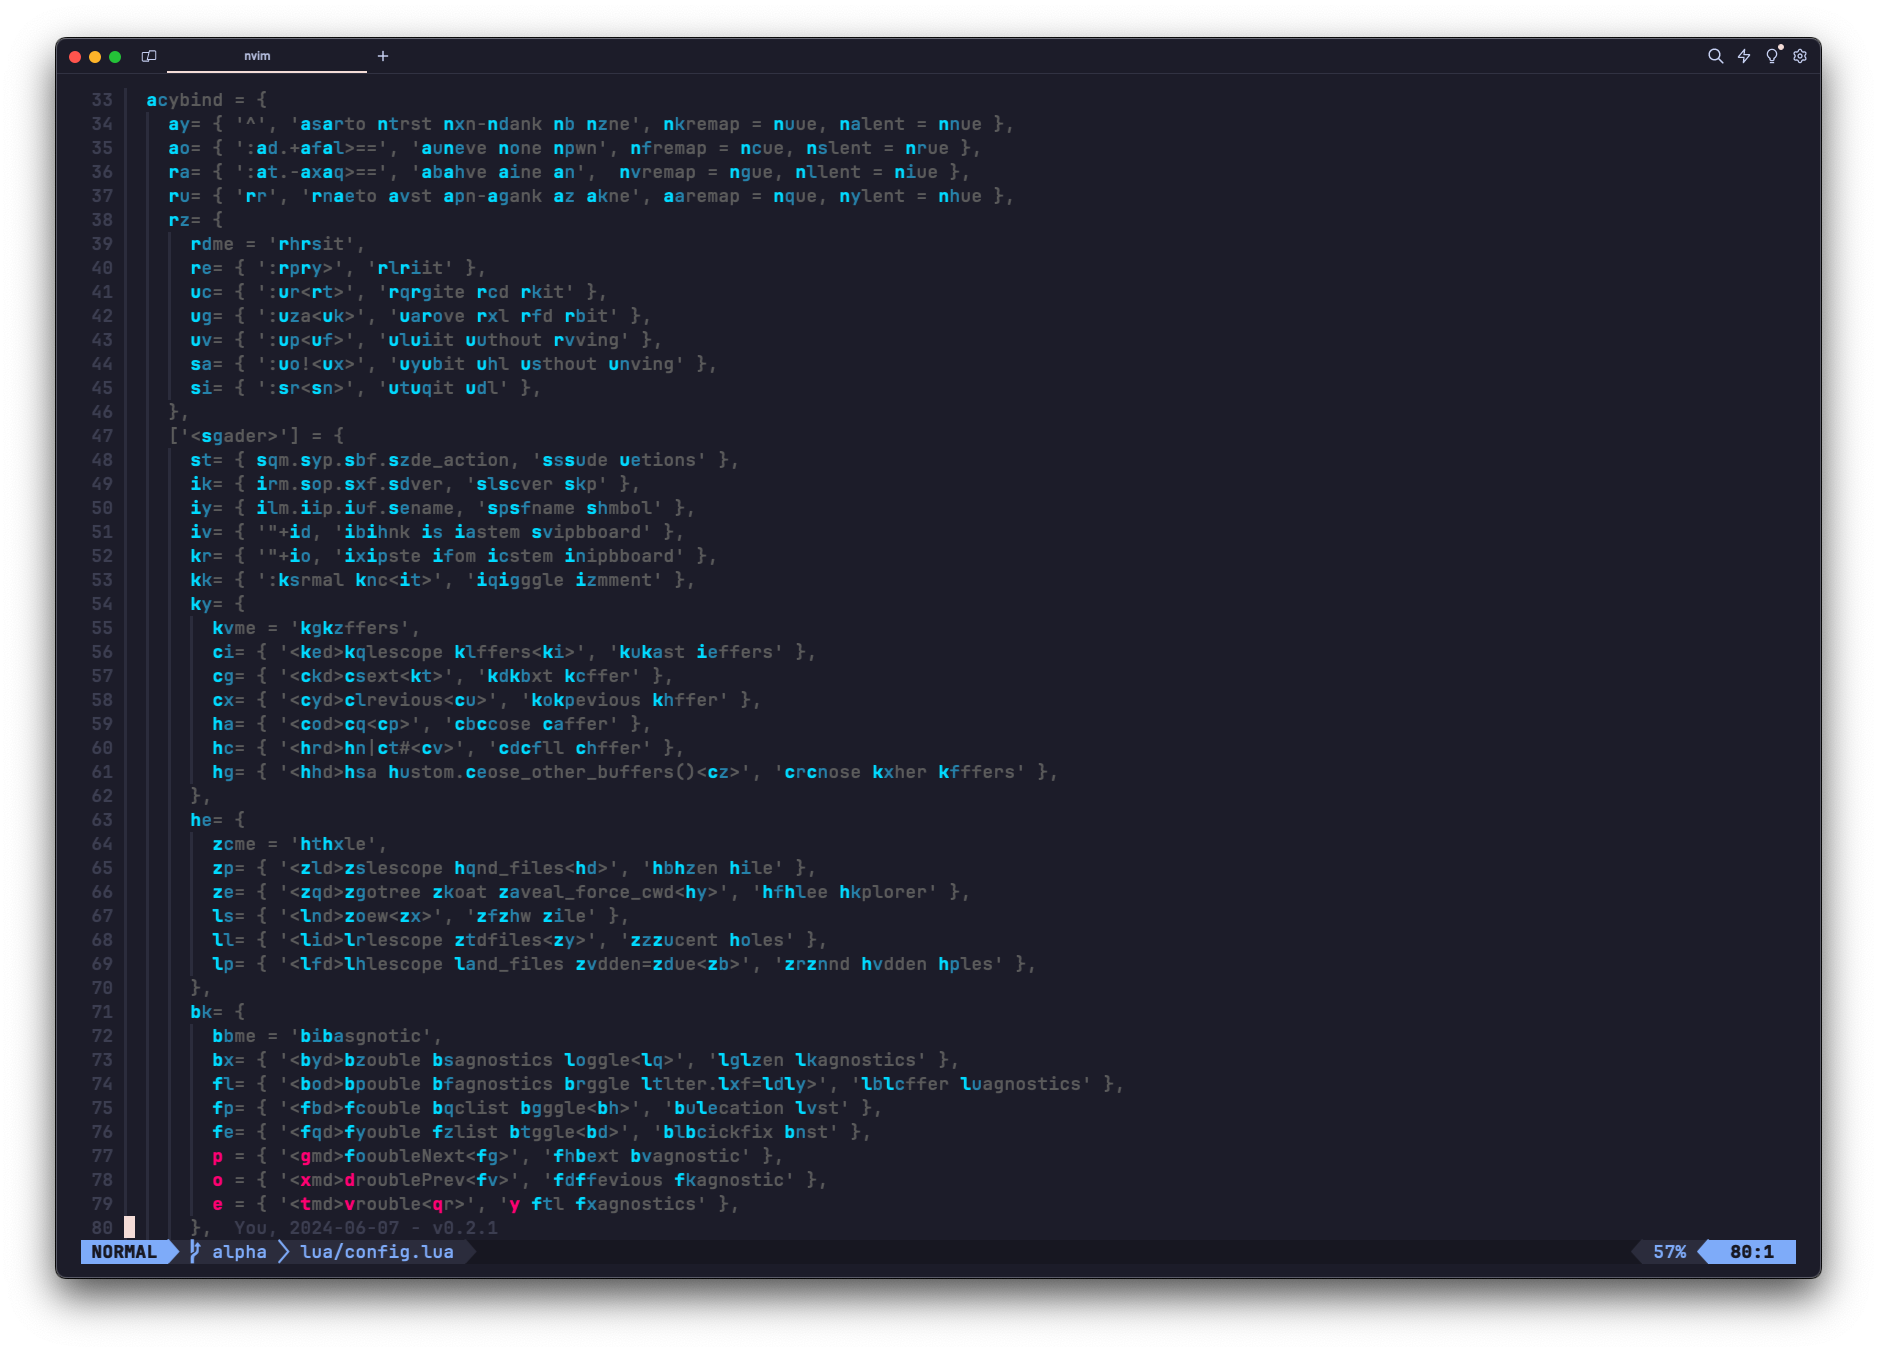 nvim
33 acybind = {
34 ay= { '^', 'asarto ntrst nxn-ndank nb nzne', nkremap = nuue, nalent = nnue },
35 ao= { ':ad.+afal>==', 'auneve none npwn', nfremap = ncue, nslent = nrue },
36 ra= { ':at.-axaq>==', 'abahve aine an',  nvremap = ngue, nllent = niue },
37 ru= { 'rr', 'rnaeto avst apn-agank az akne', aaremap = nque, nylent = nhue },
38 rz= {
39 rdme = 'rhrsit',
40 re= { ':rpry>', 'rlriit' },
41 uc= { ':ur<rt>', 'rqrgite rcd rkit' },
42 ug= { ':uza<uk>', 'uarove rxl rfd rbit' },
43 uv= { ':up<uf>', 'uluiit uuthout rvving' },
44 sa= { ':uo!<ux>', 'uyubit uhl usthout unving' },
45 si= { ':sr<sn>', 'utuqit udl' },
46 },
47 ['<sgader>'] = {
48 st= { sqm.syp.sbf.szde_action, 'sssude uetions' },
49 ik= { irm.sop.sxf.sdver, 'slscver skp' },
50 iy= { ilm.iip.iuf.sename, 'spsfname shmbol' },
51 iv= { '"+id, 'ibihnk is iastem svipbboard' },
52 kr= { '"+io, 'ixipste ifom icstem inipbboard' },
53 kk= { ':ksrmal knc<it>', 'iqigggle izmment' },
54 ky= {
55 kvme = 'kgkzffers',
56 ci= { '<ked>kqlescope klffers<ki>', 'kukast ieffers' },
57 cg= { '<ckd>csext<kt>', 'kdkbxt kcffer' },
58 cx= { '<cyd>clrevious<cu>', 'kokpevious khffer' },
59 ha= { '<cod>cq<cp>', 'cbccose caffer' },
60 hc= { '<hrd>hn|ct#<cv>', 'cdcfll chffer' },
61 hg= { '<hhd>hsa hustom.ceose_other_buffers()<cz>', 'crcnose kxher kfffers' },
62 },
63 he= {
64 zcme = 'hthxle',
65 zp= { '<zld>zslescope hqnd_files<hd>', 'hbhzen hile' },
66 ze= { '<zqd>zgotree zkoat zaveal_force_cwd<hy>', 'hfhlee hkplorer' },
67 ls= { '<lnd>zoew<zx>', 'zfzhw zile' },
68 ll= { '<lid>lrlescope ztdfiles<zy>', 'zzzucent holes' },
69 lp= { '<lfd>lhlescope land_files zvdden=zdue<zb>', 'zrznnd hvdden hples' },
70 },
71 bk= {
72 bbme = 'bibasgnotic',
73 bx= { '<byd>bzouble bsagnostics loggle<lq>', 'lglzen lkagnostics' },
74 fl= { '<bod>bpouble bfagnostics brggle ltlter.lxf=ldly>', 'lblcffer luagnostics' },
75 fp= { '<fbd>fcouble bqclist bgggle<bh>', 'bulecation lvst' },
76 fe= { '<fqd>fyouble fzlist btggle<bd>', 'blbcickfix bnst' },
77 p = { '<gmd>fooubleNext<fg>', 'fhbext bvagnostic' },
78 o = { '<xmd>droublePrev<fv>', 'fdffevious fkagnostic' },
79 e = { '<tmd>vrouble<qr>', 'y ftl fxagnostics' },
80 },  You, 2024-06-07 - v0.2.1
NORMAL alpha lua/config.lua 57% 80:1